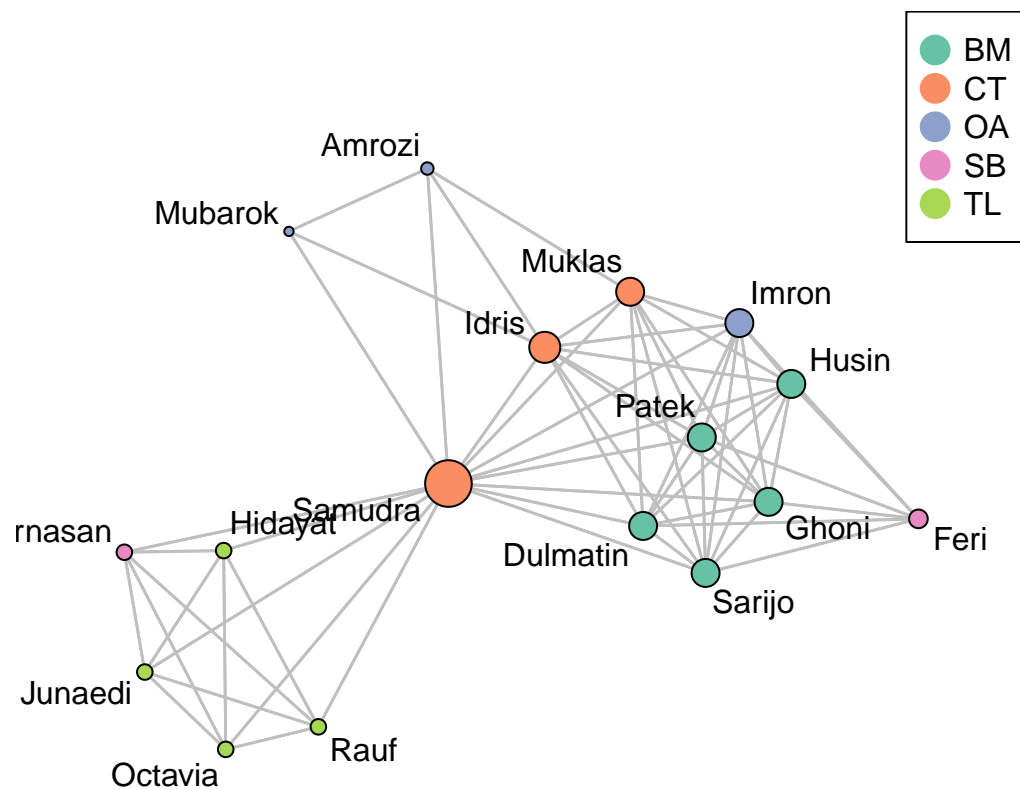 BM
CT
OA
SB
TL
Amrozi
Mubarok
Muklas
Imron
Idris
Husin
Patek
Samudra
rnasan
Hidayat
Ghoni
Feri
Dulmatin
Sarijo
Junaedi
Rauf
Octavia